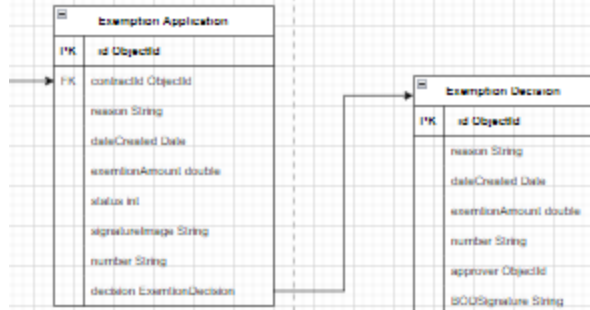 Exemption Application
PK id ObjectId
FK contractId ObjectId
reason String
dateCreated Date
exemtionAmount double
status int
signatureImage String
number String
decision ExemtionDecision
Exemption Decision
PK id ObjectId
reason String
dateCreated Date
exemtionAmount double
number String
approver ObjectId
BODSignature String